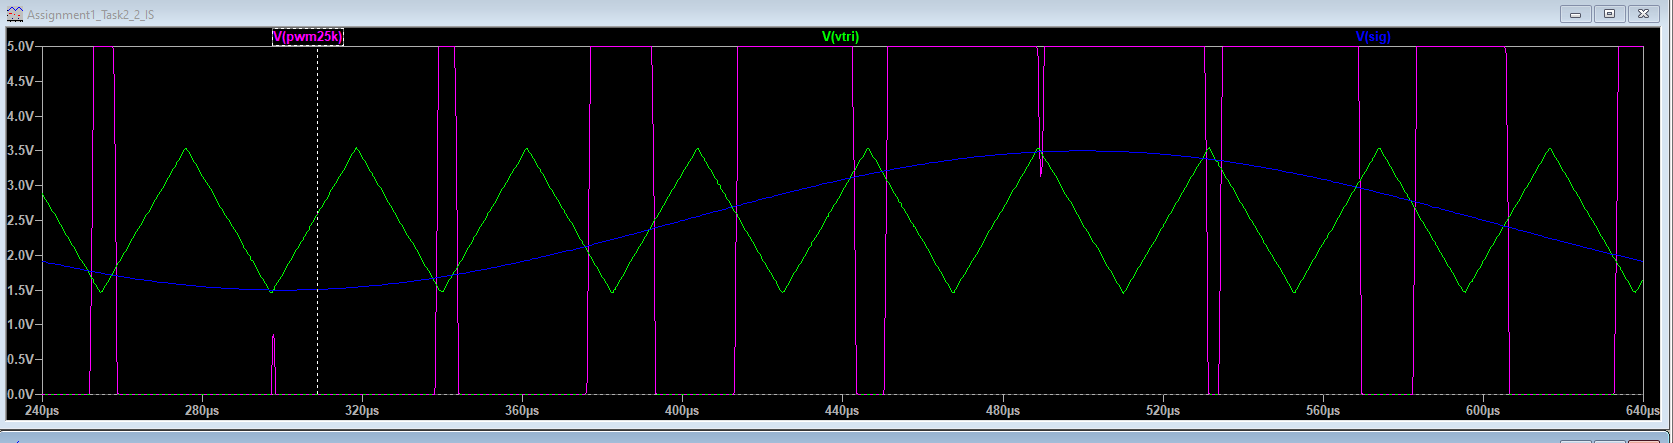 Assignment1_Task2_2_IS
V(pwm25k) V(vtri) V(sig)
5.0V
4.5V
4.0V
3.5V
3.0V
2.5V
2.0V
1.5V
1.0V
0.5V
0.0V
240µs 280µs 320µs 360µs 400µs 440µs 480µs 520µs 560µs 600µs 640µs